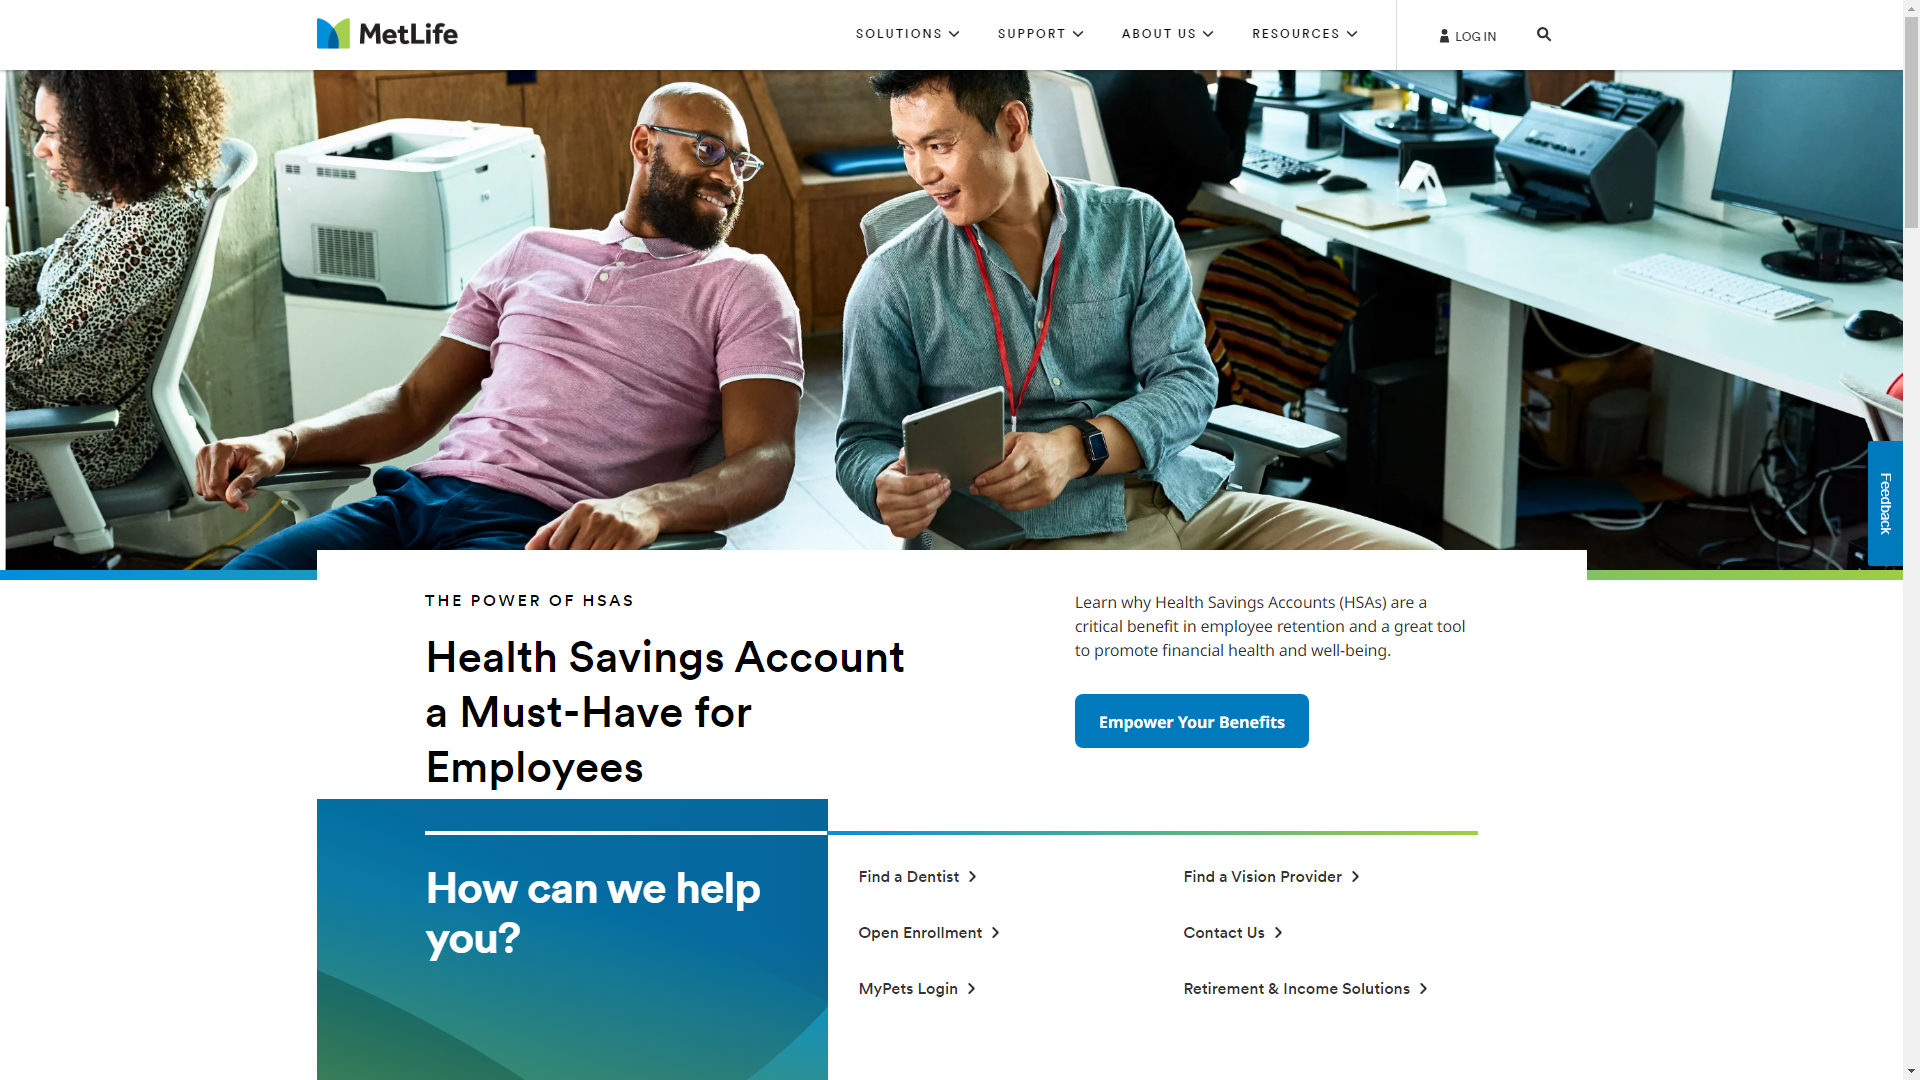 MetLife
SOLUTIONS
SUPPORT
ABOUT US
RESOURCES
LOG IN
Feedback
THE POWER OF HSAS
Health Savings Account
a Must-Have for
Employees
Learn why Health Savings Accounts (HSAs) are a
critical benefit in employee retention and a great tool
to promote financial health and well-being.
Empower Your Benefits
How can we help
you?
Find a Dentist
Find a Vision Provider
Open Enrollment
Contact Us
MyPets Login
Retirement & Income Solutions